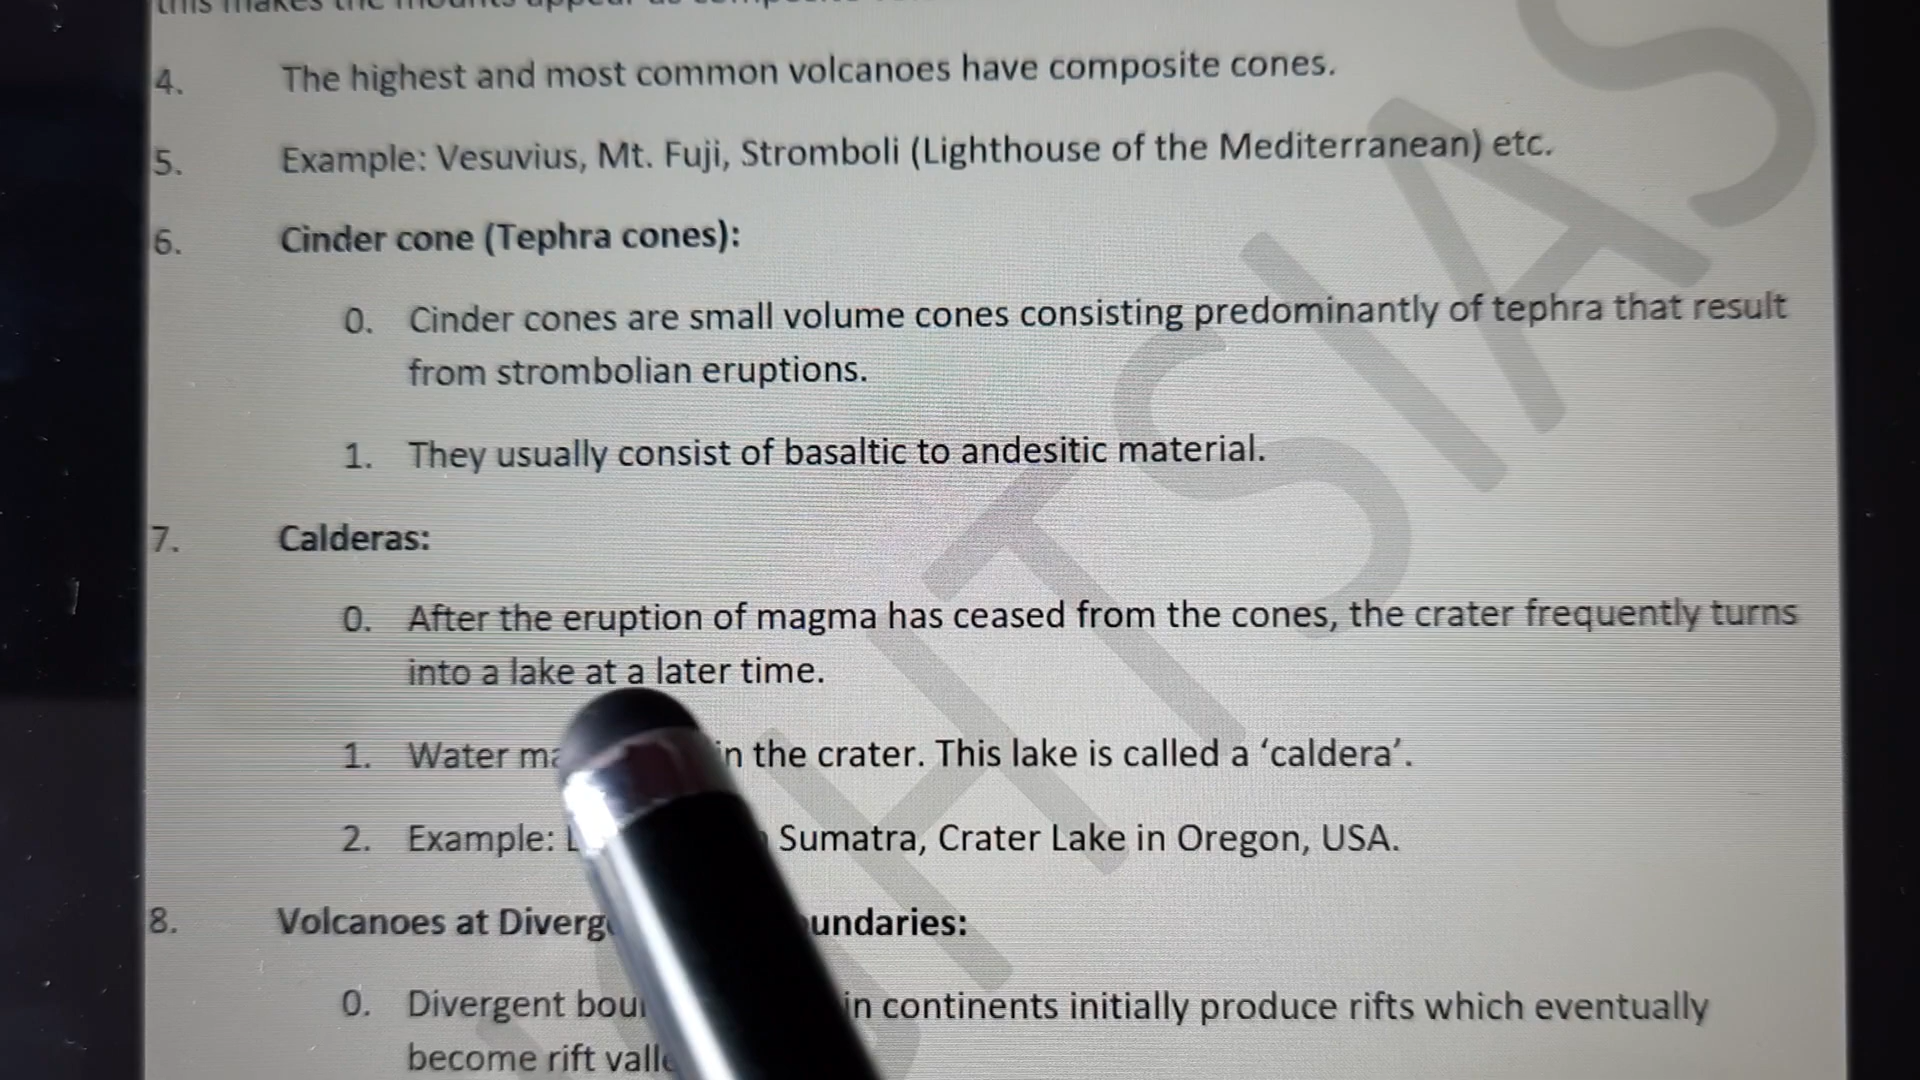 4. The highest and most common volcanoes have composite cones.
5. Example: Vesuvius, Mt. Fuji, Stromboli (Lighthouse of the Mediterranean) etc.
6. Cinder cone (Tephra cones):
0. Cinder cones are small volume cones consisting predominantly of tephra that result
from strombolian eruptions.
1. They usually consist of basaltic to andesitic material.
7. Calderas:
0. After the eruption of magma has ceased from the cones, the crater frequently turns
into a lake at a later time.
1. Water in the crater. This lake is called a ‘caldera’.
2. Example: Sumatra, Crater Lake in Oregon, USA.
8. Volcanoes at
0. Divergent in continents initially produce rifts which eventually
become rift